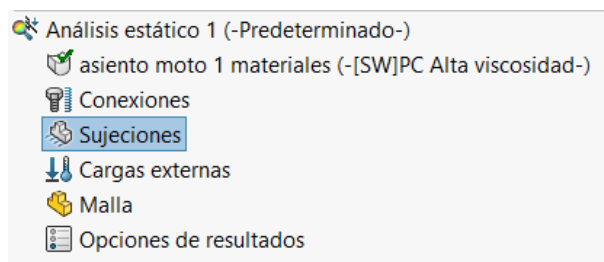 Análisis estático 1 (-Predeterminado-)
asiento moto 1 materiales (-[SW]PC Alta viscosidad-)
Conexiones
Sujeciones
Cargas externas
Malla
Opciones de resultados